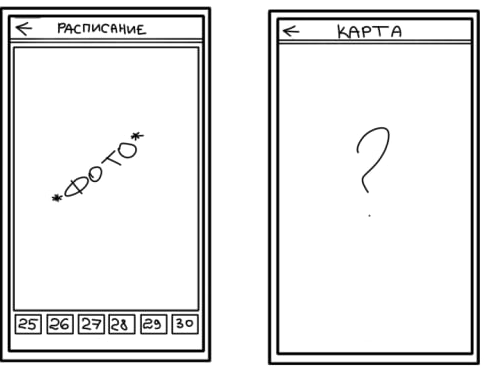 ← РАСПИСАНИЕ
*ФОТО*
25 26 27 28 29 30
← КАРТА
?